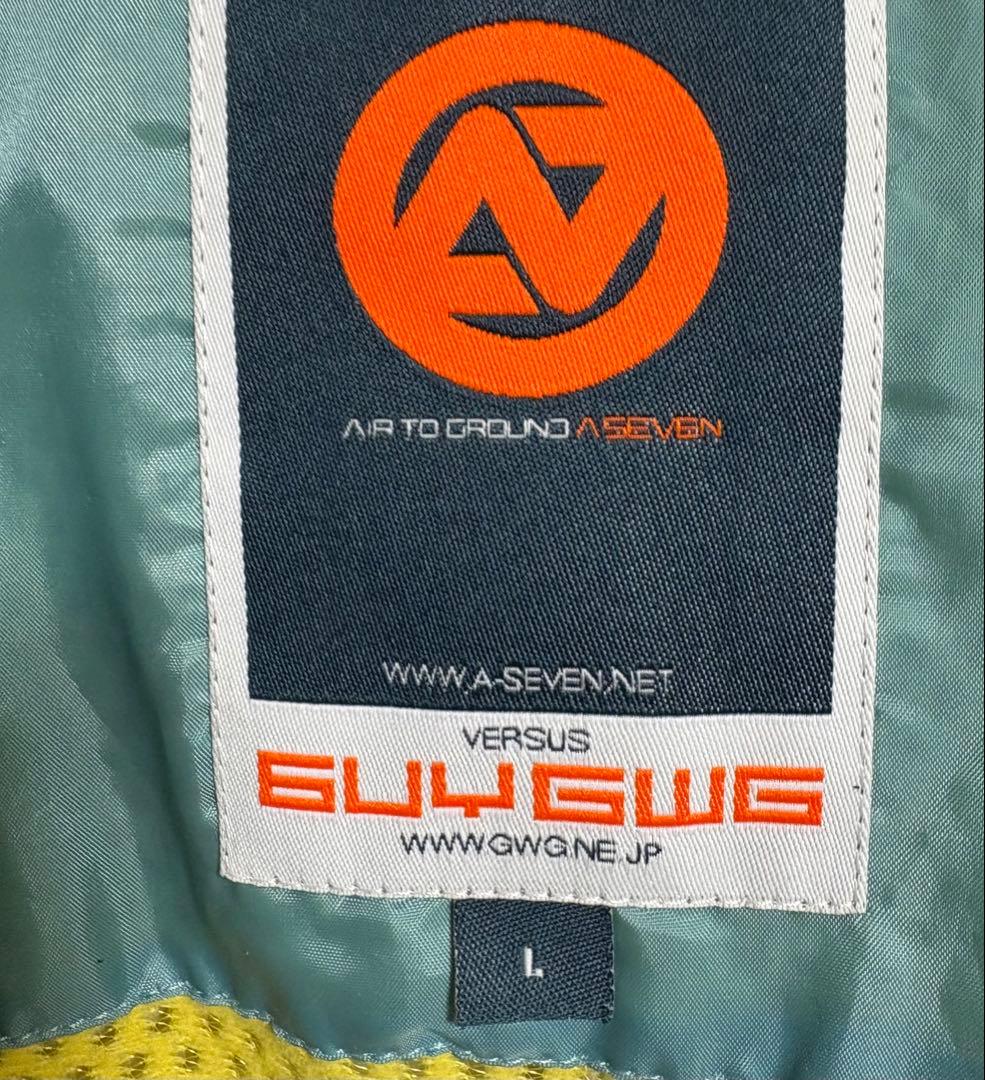 AIR TO GROUND A SEVEN
WWW.A-SEVEN.NET
VERSUS
GUYGWG
WWW.GWG.NE.JP
L